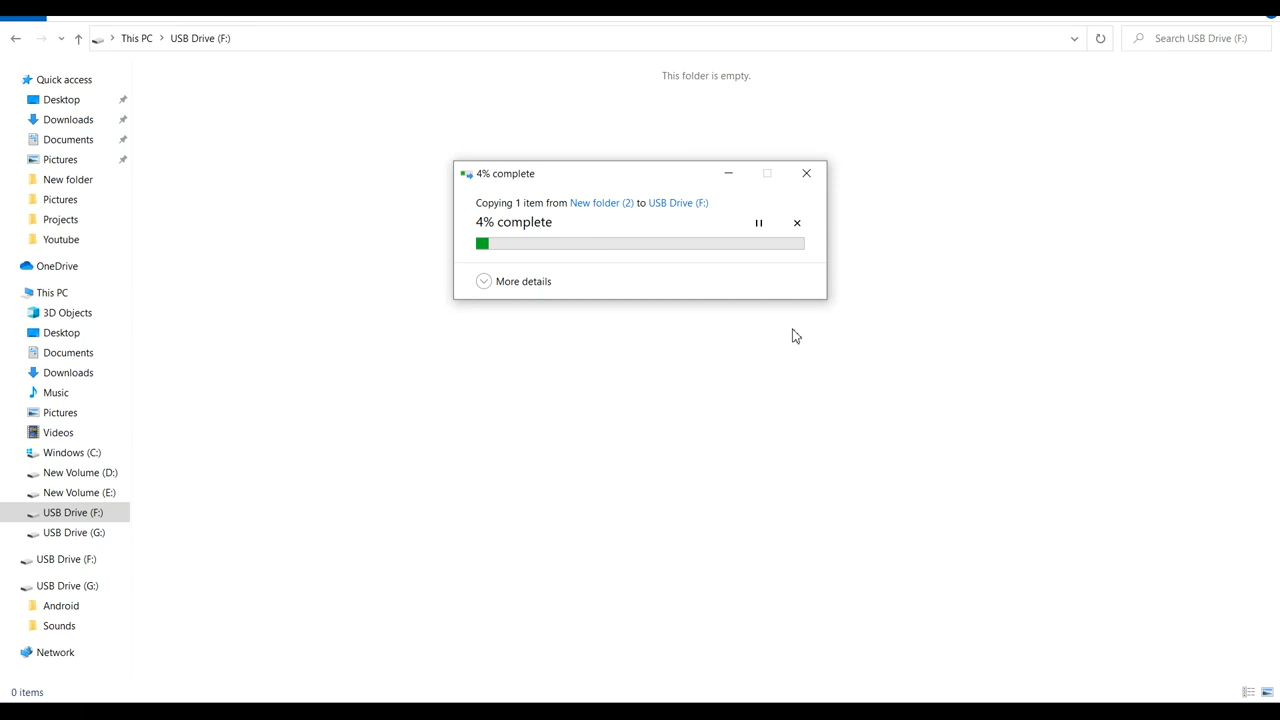 This PC USB Drive (F:)
Search USB Drive (F:)
Quick access
Desktop
Downloads
Documents
Pictures
New folder
Pictures
Projects
Youtube
OneDrive
This PC
3D Objects
Desktop
Documents
Downloads
Music
Pictures
Videos
Windows (C:)
New Volume (D:)
New Volume (E:)
USB Drive (F:)
USB Drive (G:)
USB Drive (F:)
USB Drive (G:)
Android
Sounds
Network
0 items
This folder is empty.
4% complete
Copying 1 item from New folder (2) to USB Drive (F:)
4% complete
More details